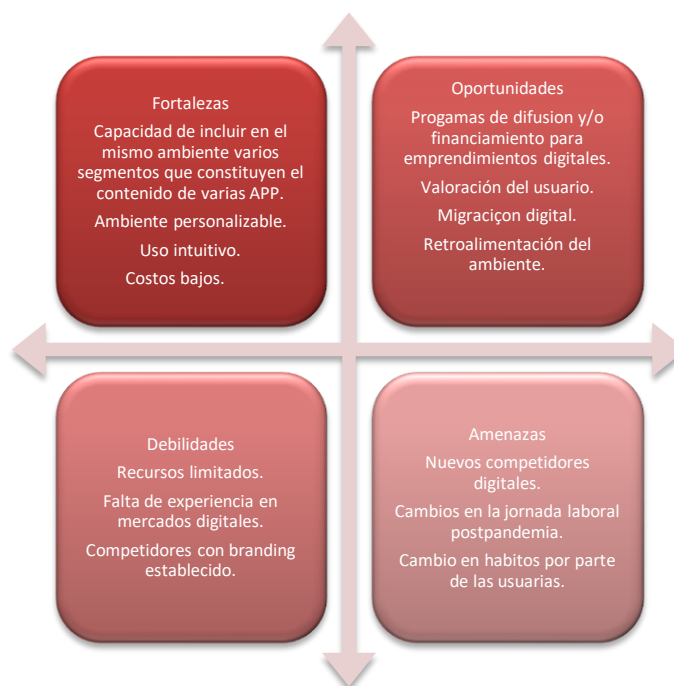 Fortalezas
Capacidad de incluir en el
mismo ambiente varios
segmentos que constituyen el
contenido de varias APP.
Ambiente personalizable.
Uso intuitivo.
Costos bajos.
Oportunidades
Progamas de difusion y/o
financiamiento para
emprendimientos digitales.
Valoración del usuario.
Migraciçon digital.
Retroalimentación del
ambiente.
Debilidades
Recursos limitados.
Falta de experiencia en
mercados digitales.
Competidores con branding
establecido.
Amenazas
Nuevos competidores
digitales.
Cambios en la jornada laboral
postpandemia.
Cambio en habitos por parte
de las usuarias.